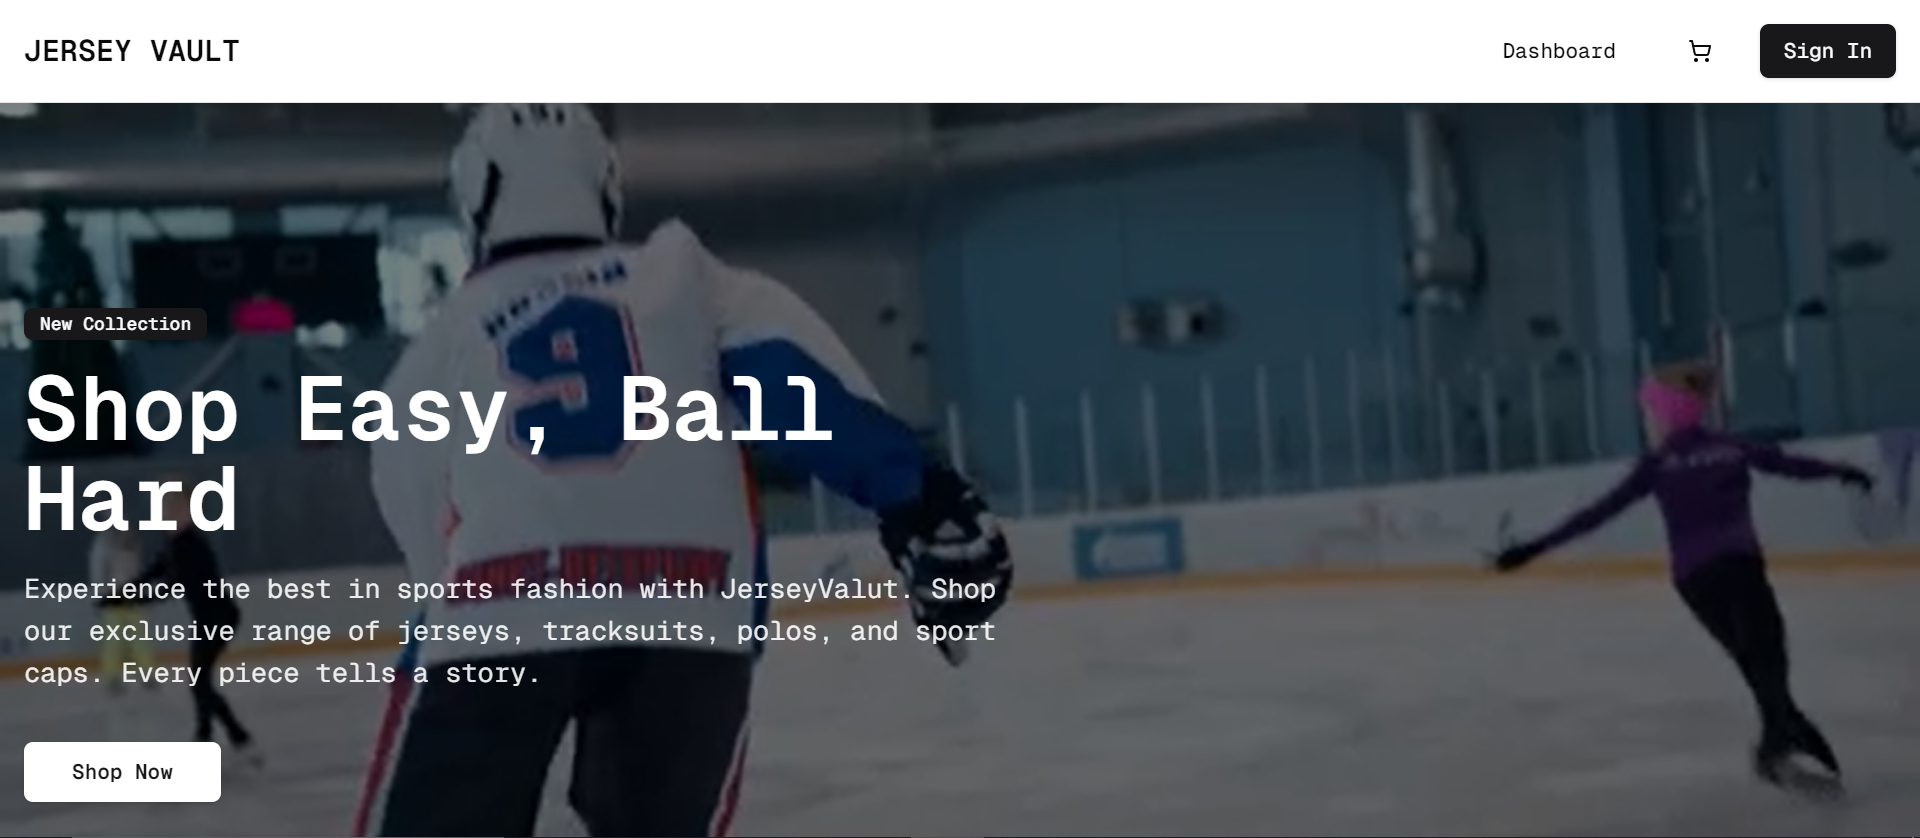 JERSEY VAULT
Dashboard
Sign In
New Collection
Shop Easy, Ball
Hard
Experience the best in sports fashion with JerseyValut. Shop
our exclusive range of jerseys, tracksuits, polos, and sport
caps. Every piece tells a story.
Shop Now
9